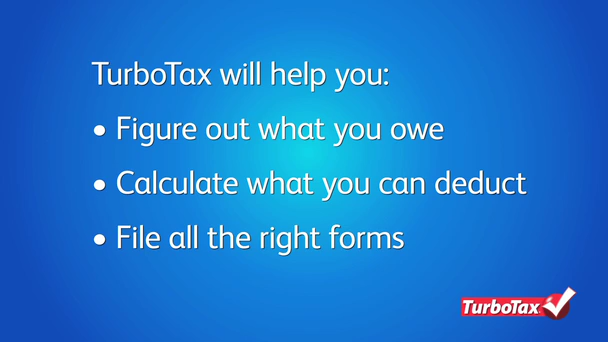 TurboTax will help you:
• Figure out what you owe
• Calculate what you can deduct
• File all the right forms
TurboTax